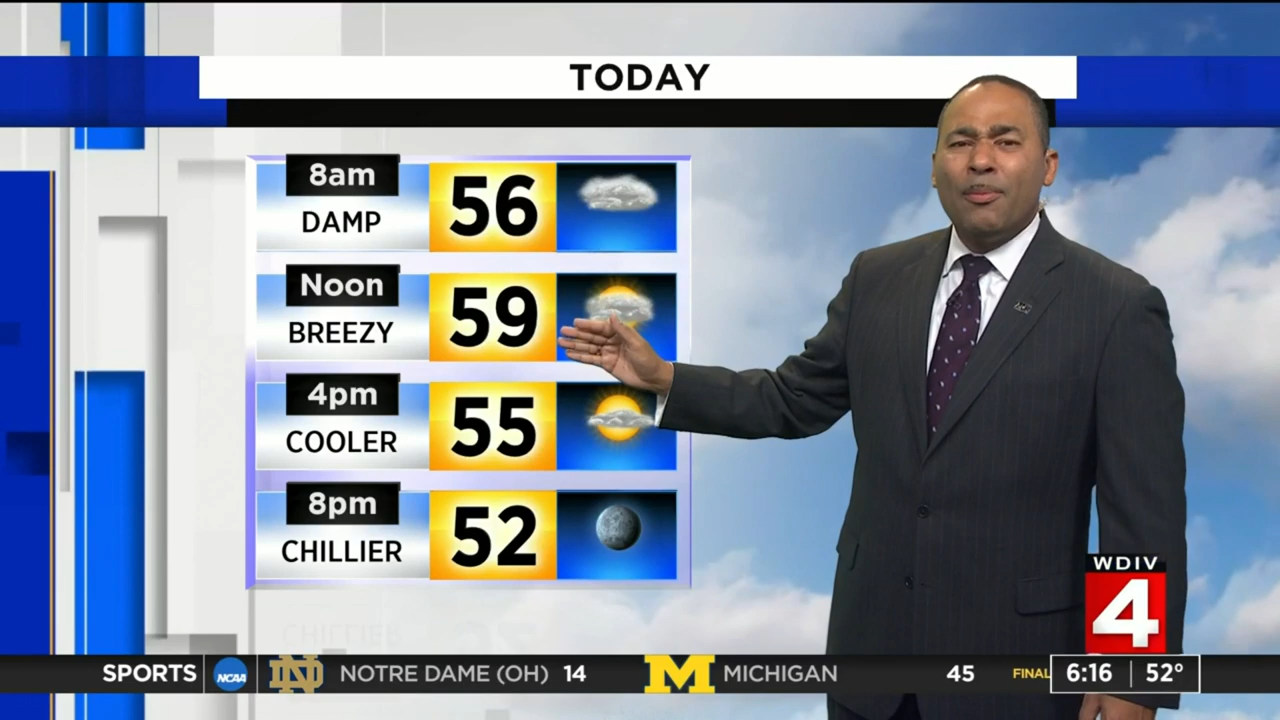 TODAY
8am
DAMP
56
Noon
BREEZY
59
4pm
COOLER
55
8pm
CHILLIER
52
CHILLIER
WDIV
4
SPORTS NCAA ND NOTRE DAME (OH) 14 M MICHIGAN 45 FINAL 6:16 52°